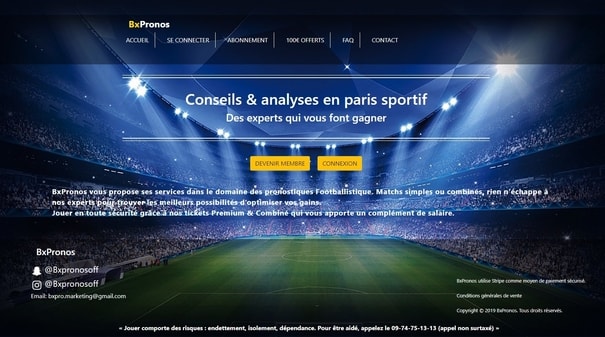 BxPronos
ACCUEIL SE CONNECTER ABONNEMENT 100€ OFFERTS FAQ CONTACT
Conseils & analyses en paris sportif
Des experts qui vous font gagner
DEVENIR MEMBRE CONNEXION
BxPronos vous propose ses services dans le domaine des pronostiques Footballistique. Matchs simples ou combinés, rien n'échappe à
nos experts pour trouver les meilleurs possibilités d'optimiser vos gains.
Jouer en toute sécurité grâce à nos tickets Premium & Combiné qui vous apporte un complément de salaire.
BxPronos
@Bxpronosoff
@Bxpronosoff
Email: bxpro.marketing@gmail.com
BxPronos utilise Stripe comme moyen de paiement sécurisé.
Conditions générales de vente
Copyright © 2019 BxPronos. Tous droits réservés.
« Jouer comporte des risques : endettement, isolement, dépendance. Pour être aidé, appelez le 09-74-75-13-13 (appel non surtaxé) »